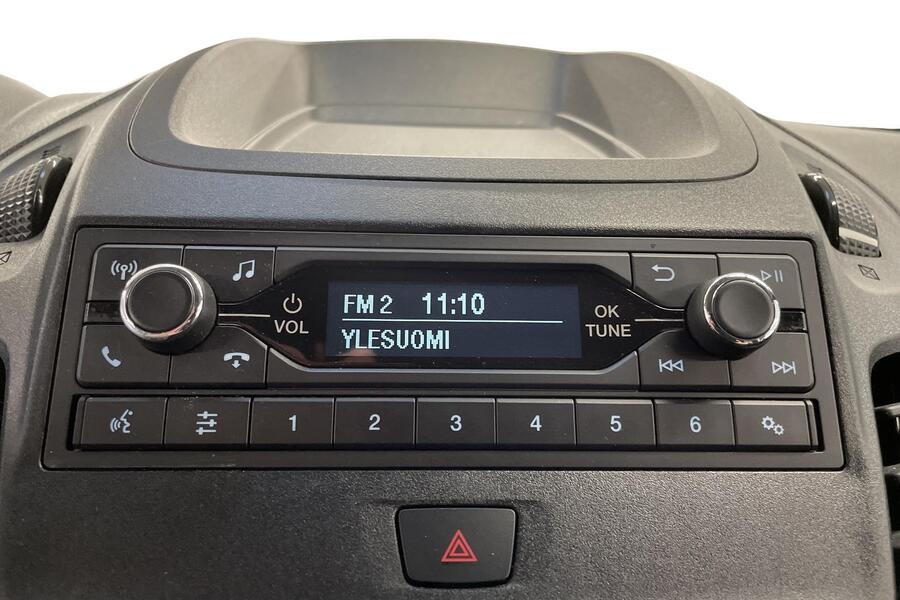 FM 2 11:10
YLESUOMI
VOL
OK
TUNE
1 2 3 4 5 6